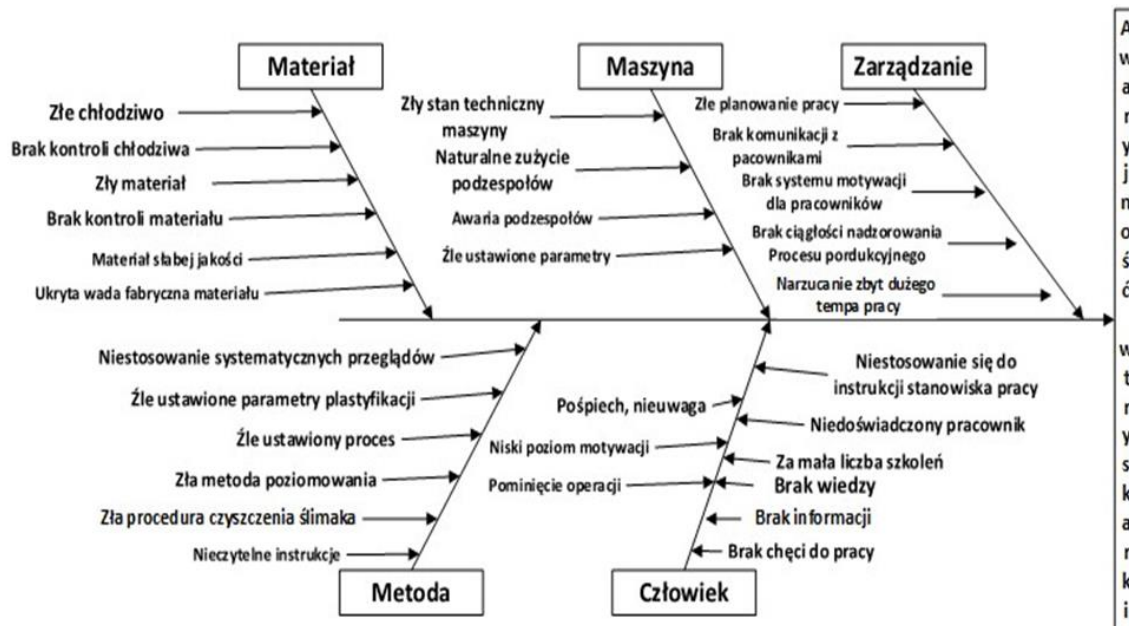 Materiał
Złe chłodziwo
Brak kontroli chłodziwa
Zły materiał
Brak kontroli materiału
Materiał słabej jakości
Ukryta wada fabryczna materiału
Maszyna
Zły stan techniczny
maszyny
Naturalne zużycie
podzespołów
Awaria podzespołów
Źle ustawione parametry
Zarządzanie
Złe planowanie pracy
Brak komunikacji z
pacownikami
Brak systemu motywacji
dla pracowników
Brak ciągłości nadzorowania
Procesu pordukcyjnego
Narzucanie zbyt dużego
tempa pracy
Niestosowanie systematycznych przeglądów
Źle ustawione parametry plastyfikacji
Źle ustawiony proces
Zła metoda poziomowania
Zła procedura czyszczenia ślimaka
Nieczytelne instrukcje
Metoda
Pośpiech, nieuwaga
Niski poziom motywacji
Pominięcie operacji
Niestosowanie się do
instrukcji stanowiska pracy
Niedoświadczony pracownik
Za mała liczba szkoleń
Brak wiedzy
Brak informacji
Brak chęci do pracy
Człowiek
Awaryjność
wtryskarki